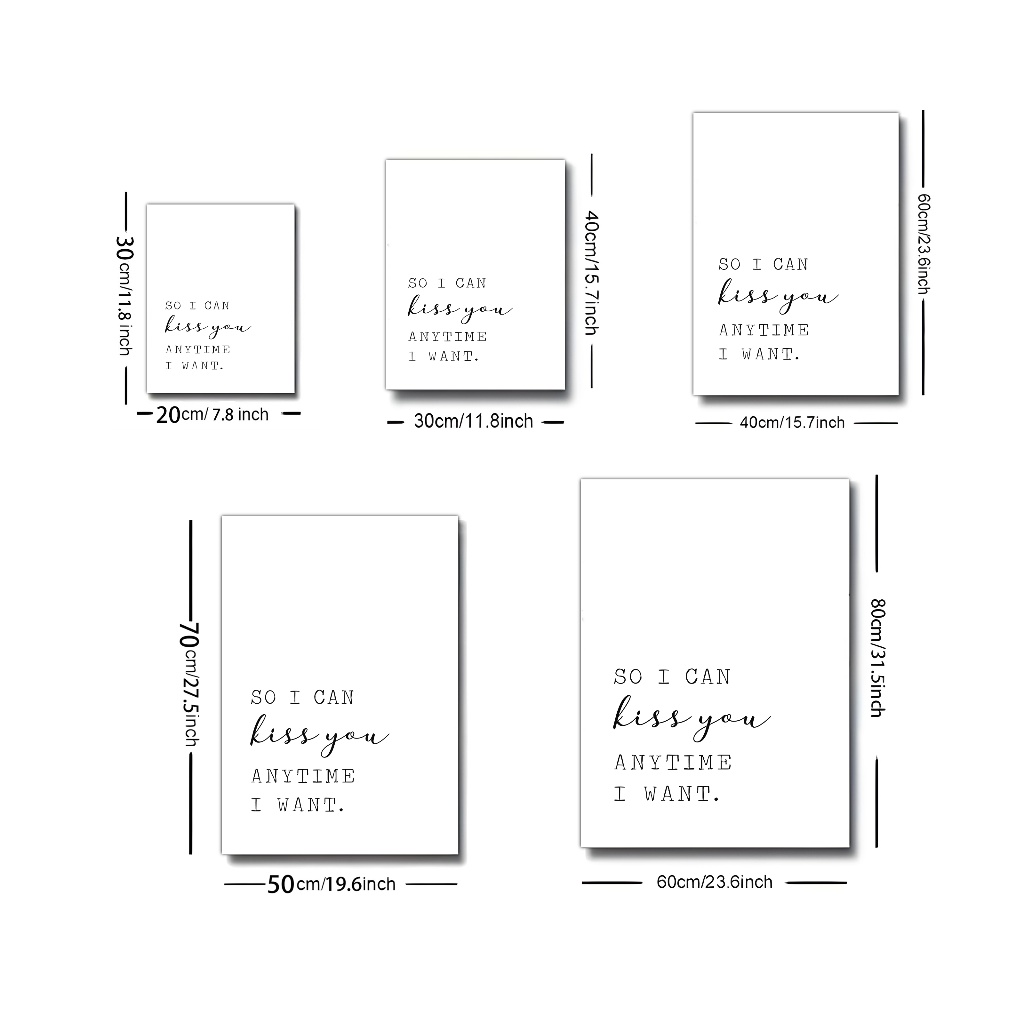 30cm/11.8 inch
SO I CAN
kiss you
ANYTIME
I WANT.
20cm/ 7.8 inch
SO I CAN
kiss you
ANYTIME
I WANT.
40cm/15.7inch
30cm/11.8inch
SO I CAN
kiss you
ANYTIME
I WANT.
60cm/23.6inch
40cm/15.7inch
70cm/27.5inch
SO I CAN
kiss you
ANYTIME
I WANT.
50cm/19.6inch
SO I CAN
kiss you
ANYTIME
I WANT.
80cm/31.5inch
60cm/23.6inch